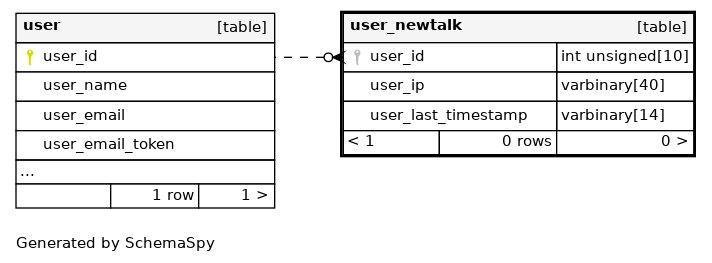 user [table]
user_id
user_name
user_email
user_email_token
...
1 row 1 >
user_newtalk [table]
user_id int unsigned[10]
user_ip varbinary[40]
user_last_timestamp varbinary[14]
< 1 0 rows 0 >
Generated by SchemaSpy